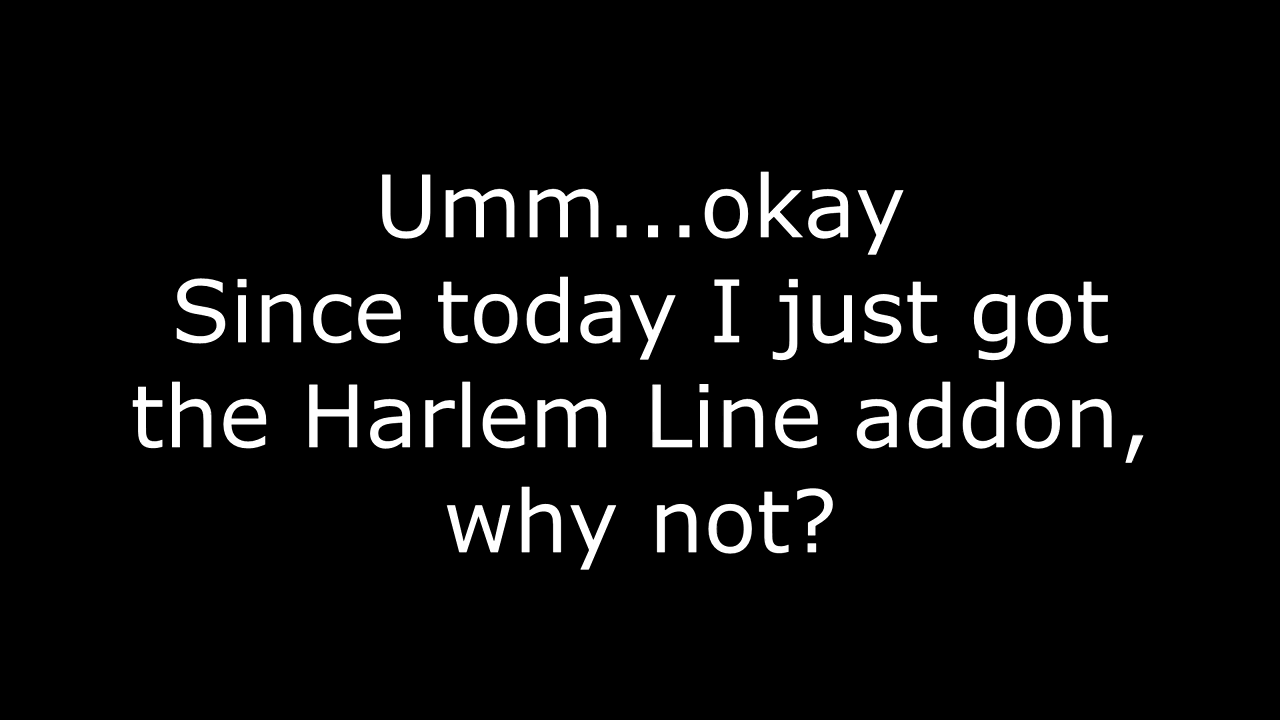 Umm...okay
Since today I just got
the Harlem Line addon,
why not?